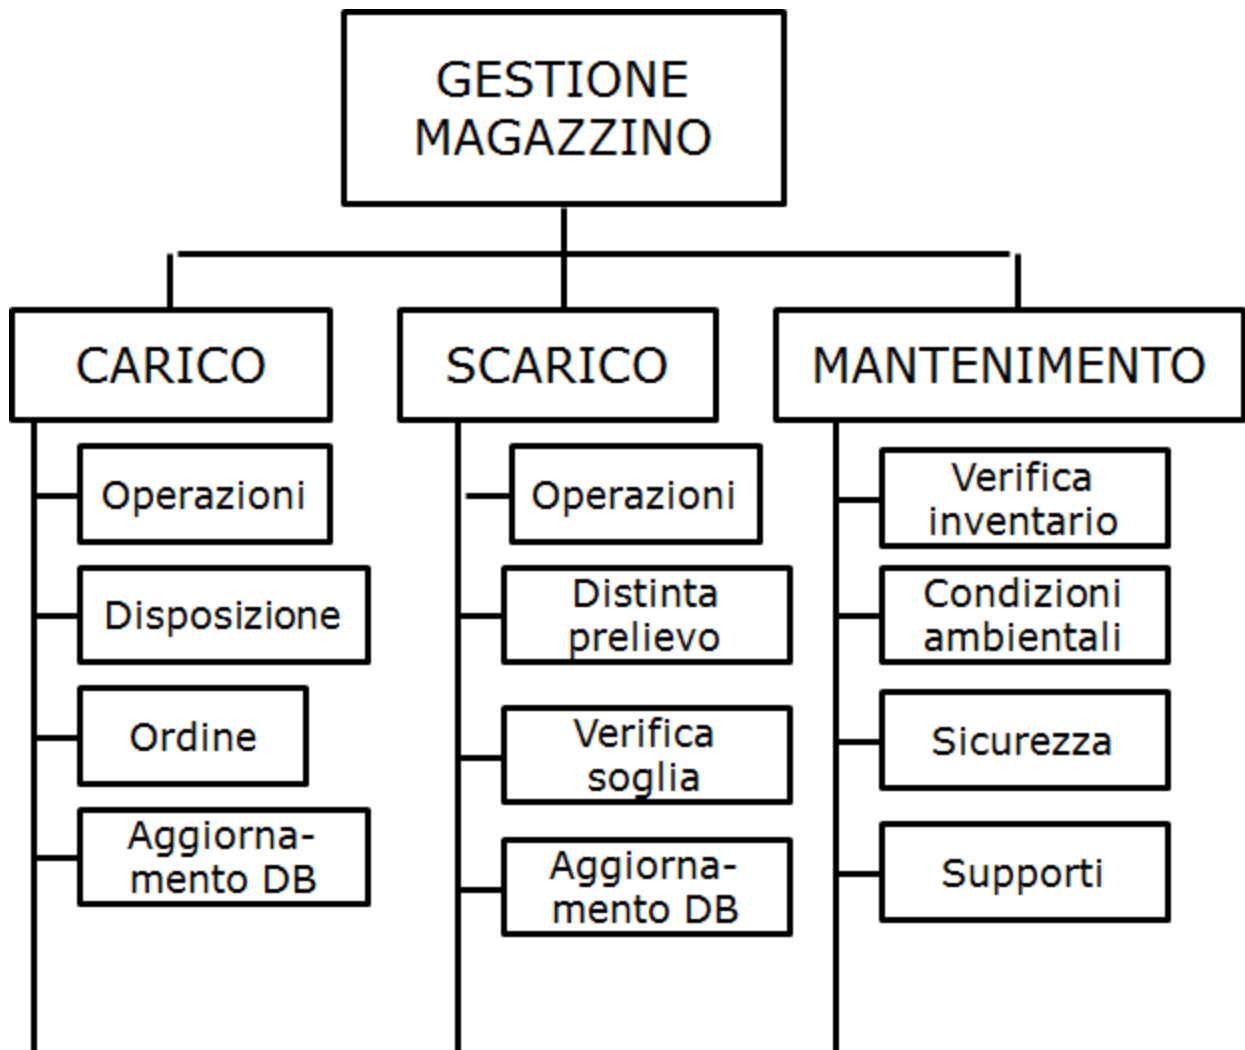 GESTIONE
MAGAZZINO
CARICO
SCARICO
MANTENIMENTO
Operazioni
Disposizione
Ordine
Aggiorna-
mento DB
Operazioni
Distinta
prelievo
Verifica
soglia
Aggiorna-
mento DB
Verifica
inventario
Condizioni
ambientali
Sicurezza
Supporti